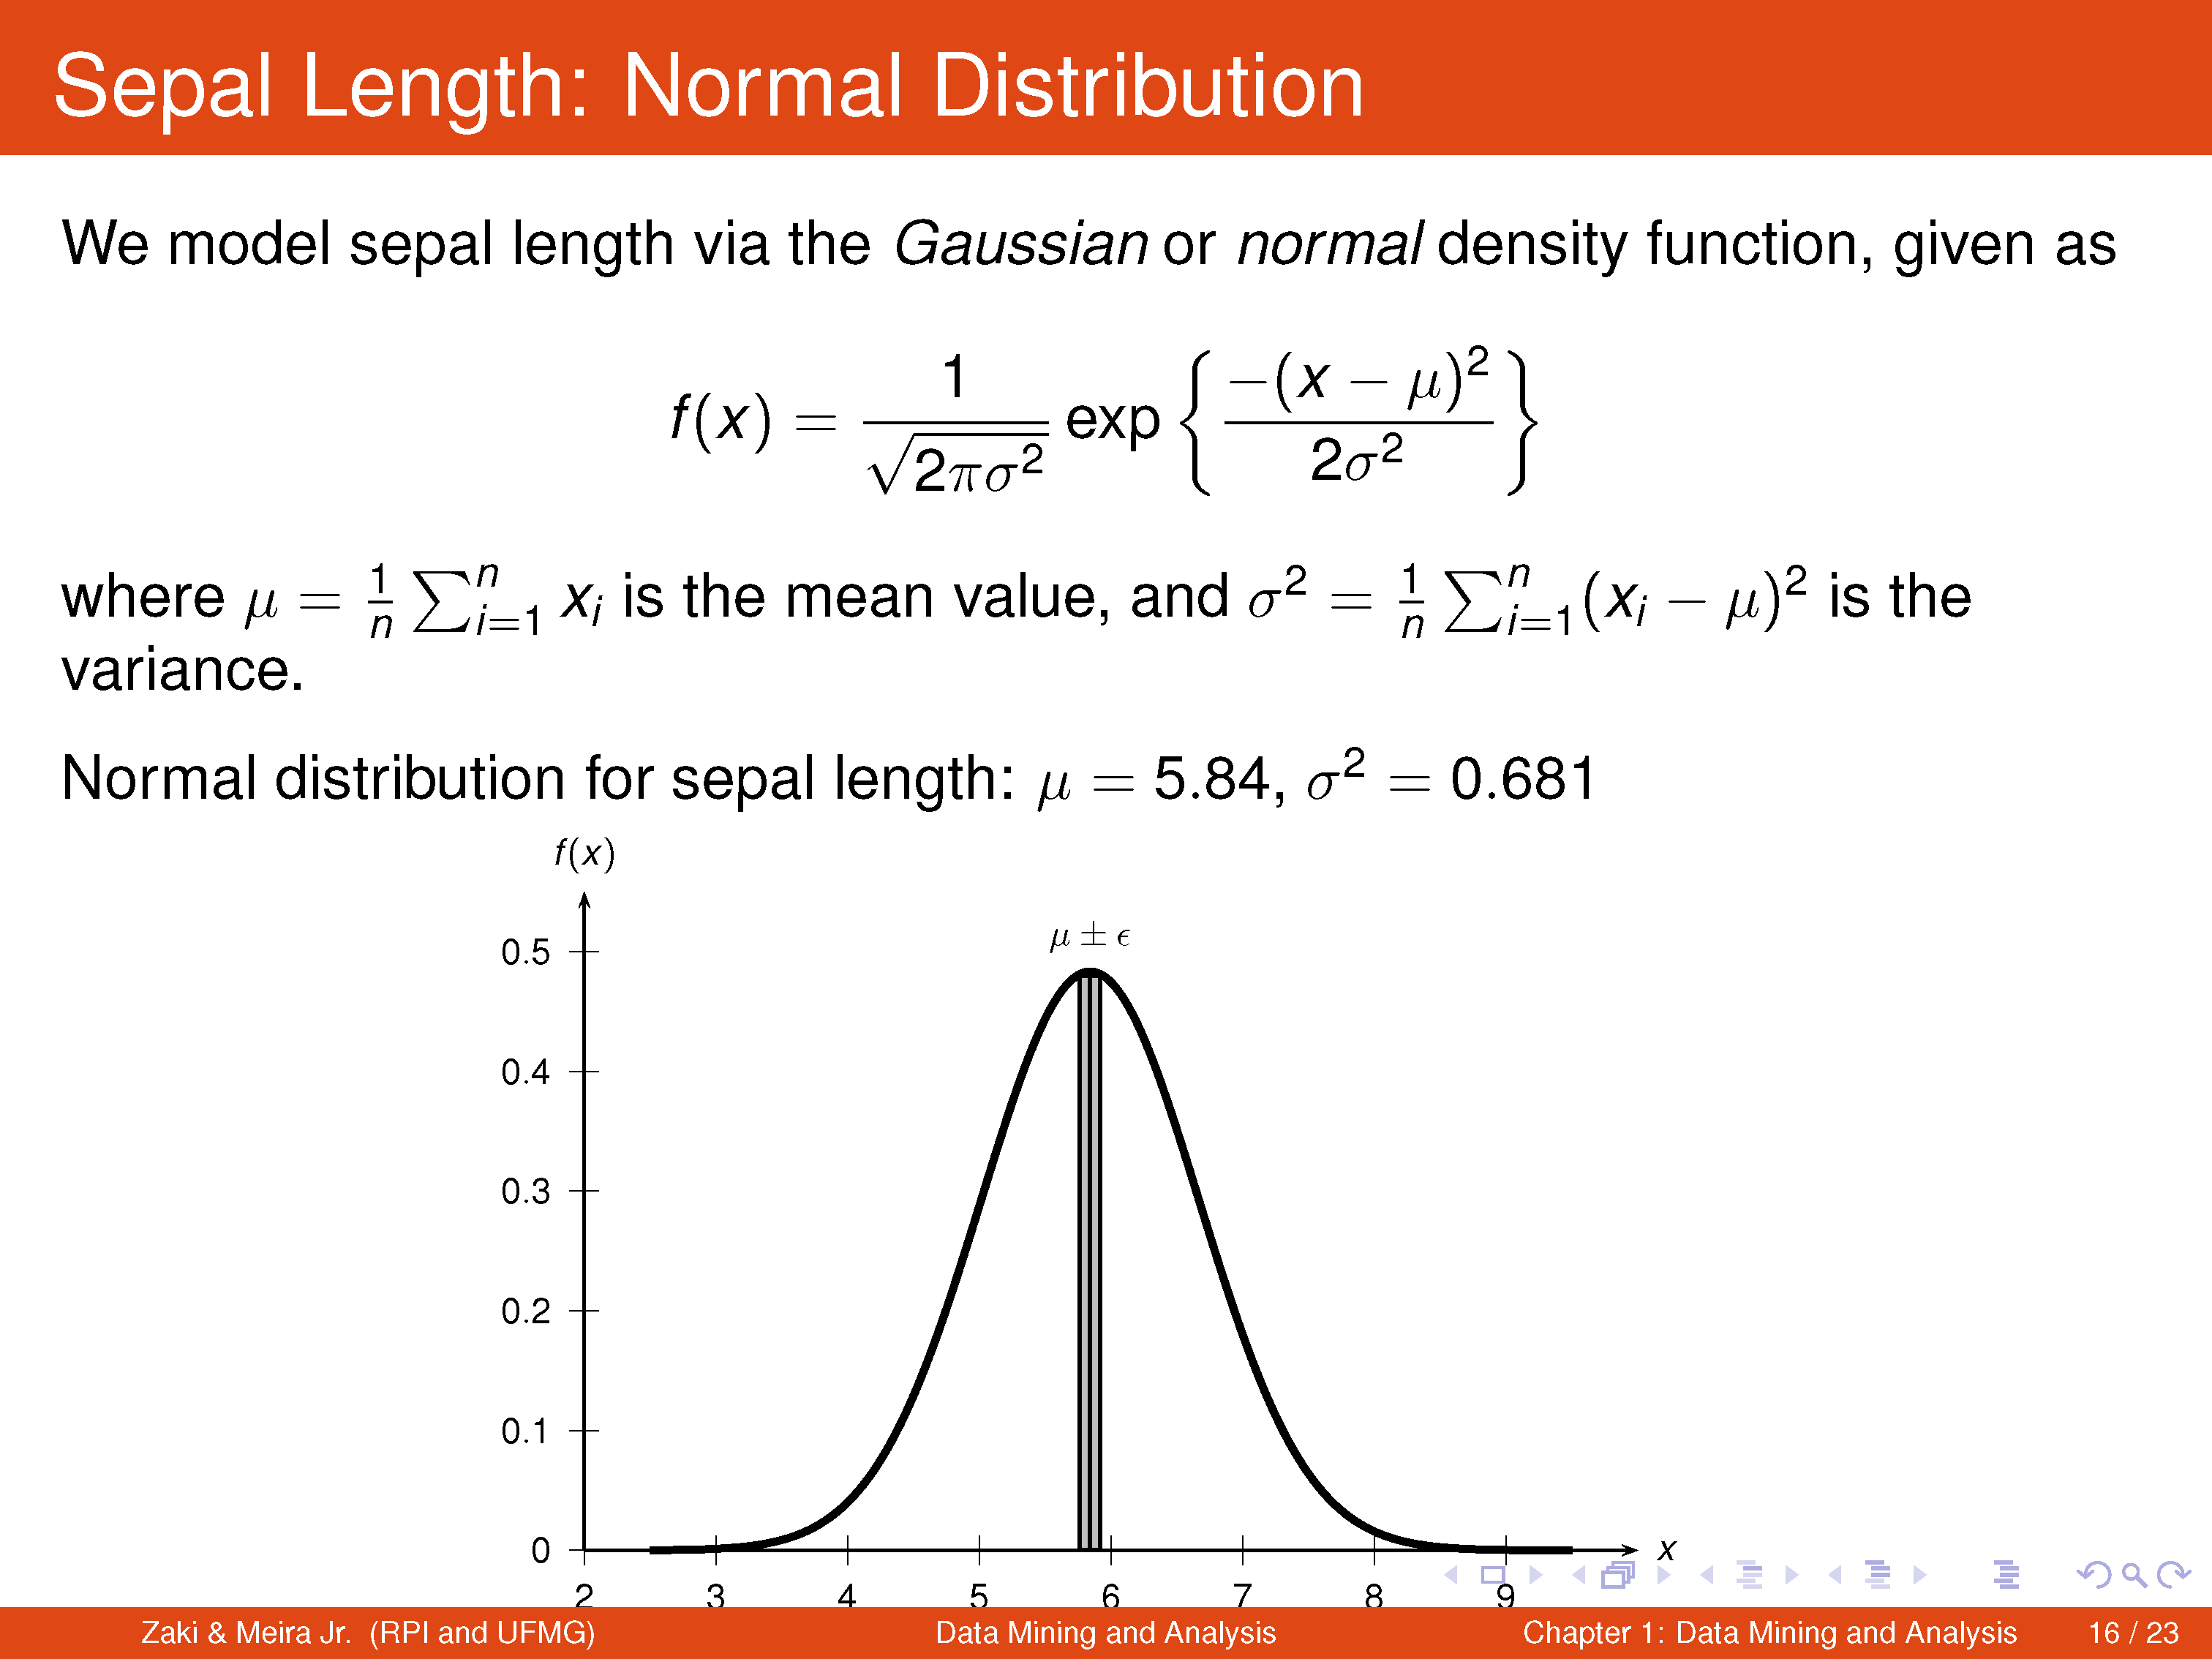 Sepal Length: Normal Distribution
We model sepal length via the Gaussian or normal density function, given as
f(x) = 1/√(2πσ²) exp { −(x − μ)² / 2σ² }
where μ = 1/n ∑ⁿᵢ₌₁ xᵢ is the mean value, and σ² = 1/n ∑ⁿᵢ₌₁ (xᵢ − μ)² is the
variance.
Normal distribution for sepal length: μ = 5.84, σ² = 0.681
f(x)
μ ± ϵ
0.5
0.4
0.3
0.2
0.1
0
x
2 3 4 5 6 7 8 9
Zaki & Meira Jr. (RPI and UFMG) Data Mining and Analysis Chapter 1: Data Mining and Analysis 16 / 23